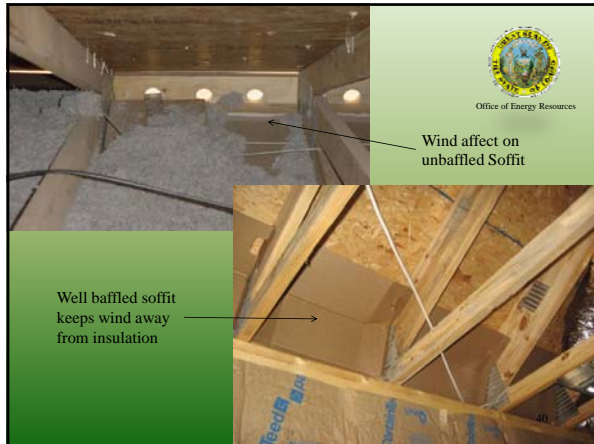 Office of Energy Resources
Wind affect on
unbaffled Soffit
Well baffled soffit
keeps wind away
from insulation
40